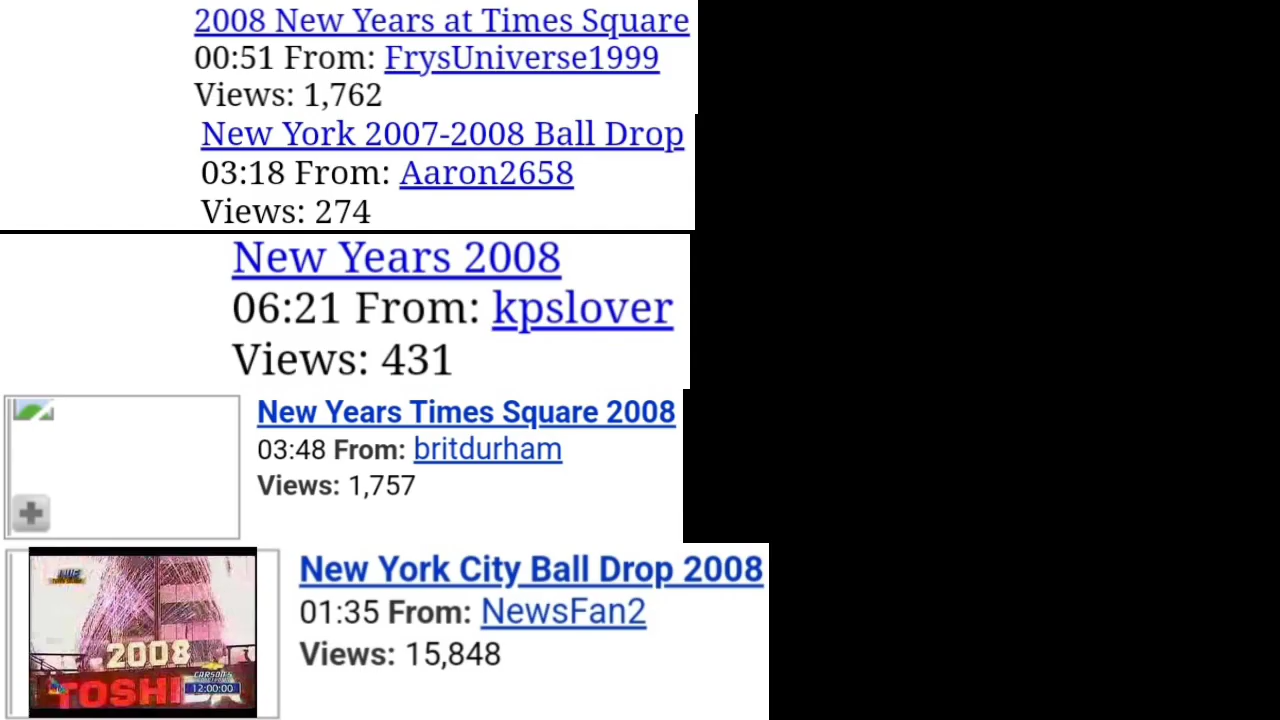 2008 New Years at Times Square
00:51 From: FrysUniverse1999
Views: 1,762
New York 2007-2008 Ball Drop
03:18 From: Aaron2658
Views: 274
New Years 2008
06:21 From: kpslover
Views: 431
New Years Times Square 2008
03:48 From: britdurham
Views: 1,757
New York City Ball Drop 2008
01:35 From: NewsFan2
Views: 15,848
LIVE
2008
CARSON'S
TOSHI
12:00:00